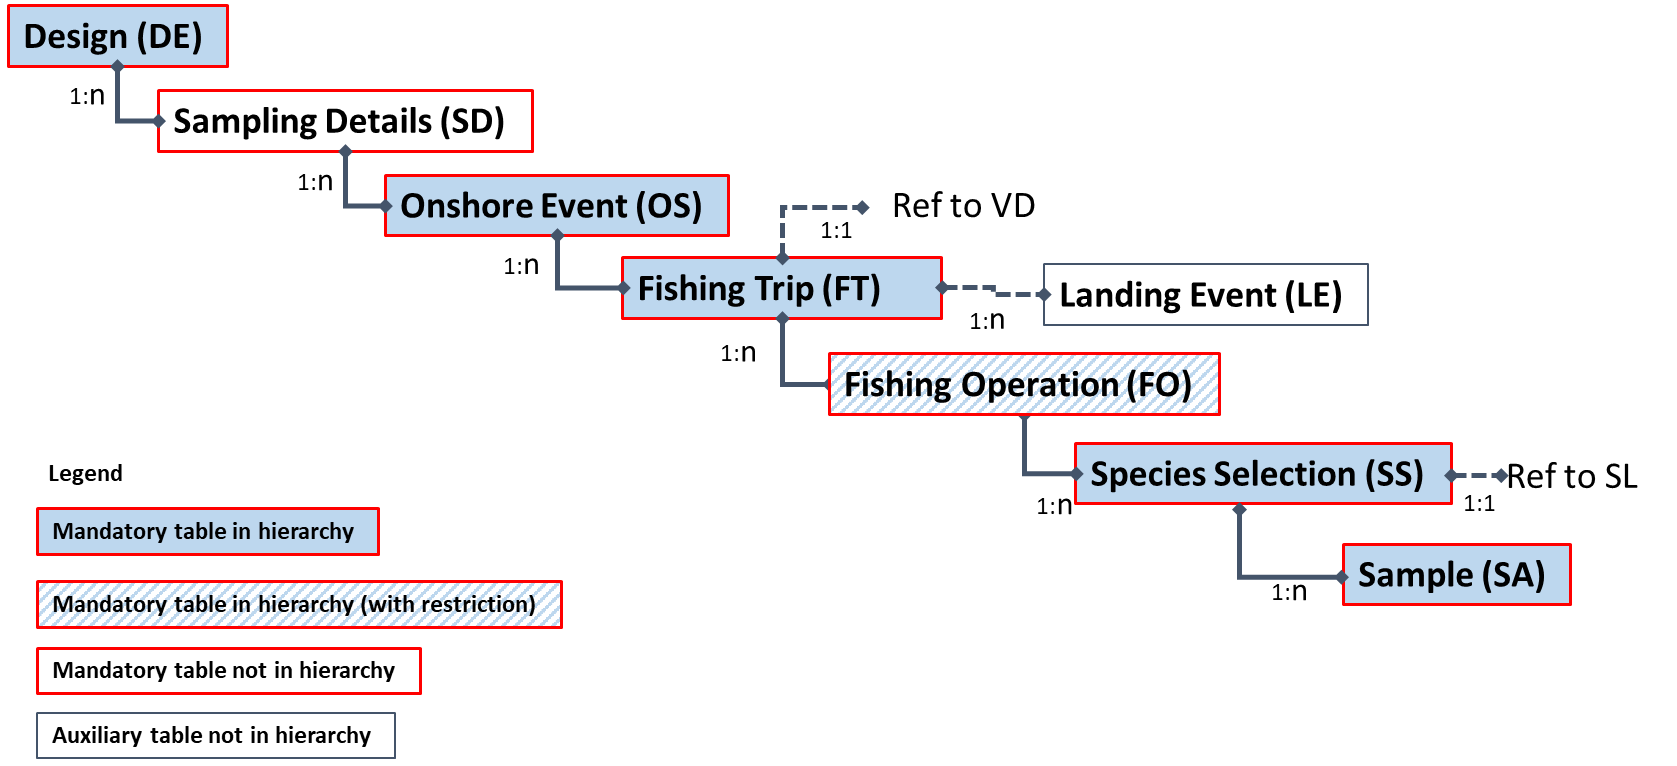 Design (DE)
1:n
Sampling Details (SD)
1:n
Onshore Event (OS)
Ref to VD
1:1
1:n
Fishing Trip (FT)
Landing Event (LE)
1:n
1:n
Fishing Operation (FO)
Species Selection (SS)
Ref to SL
1:n
1:1
Sample (SA)
1:n
Legend
Mandatory table in hierarchy
Mandatory table in hierarchy (with restriction)
Mandatory table not in hierarchy
Auxiliary table not in hierarchy